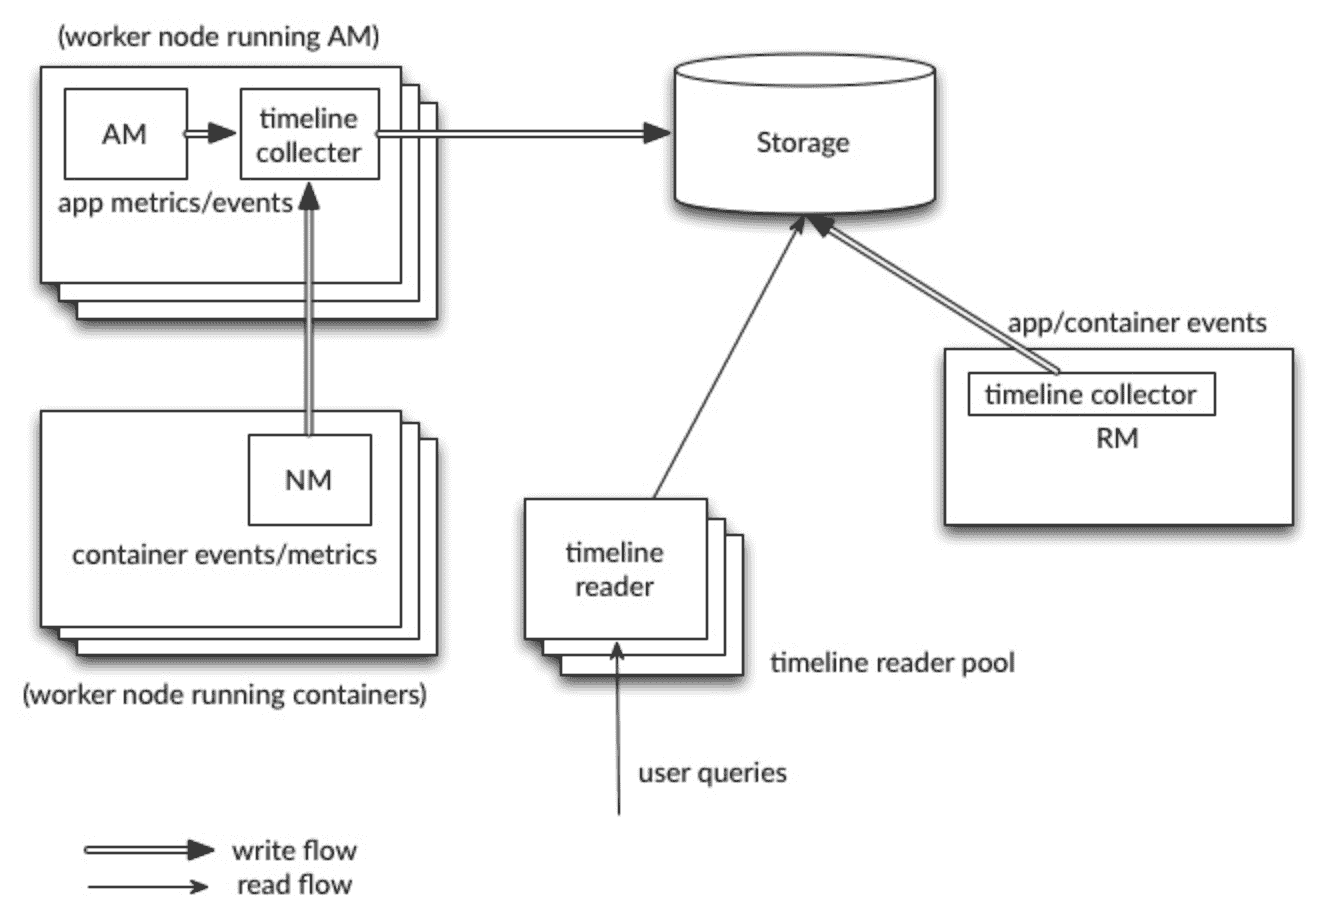 (worker node running AM)
AM
timeline
collecter
app metrics/events
Storage
app/container events
timeline collector
RM
NM
container events/metrics
(worker node running containers)
timeline
reader
timeline reader pool
user queries
write flow
read flow